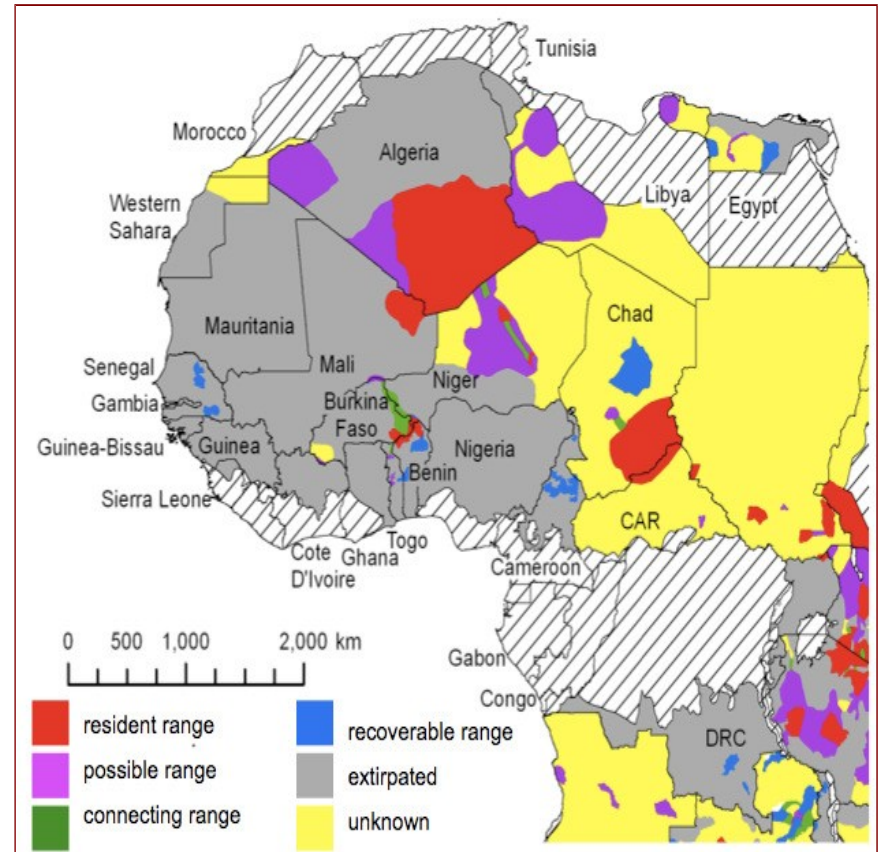 Tunisia
Morocco
Algeria
Western
Sahara
Libya
Egypt
Mauritania
Chad
Senegal
Mali
Niger
Gambia
Burkina
Faso
Guinea-Bissau
Guinea
Nigeria
Benin
Sierra Leone
CAR
Togo
Ghana
Cote
D'Ivoire
Cameroon
0 500 1,000 2,000 km
Gabon
Congo
DRC
resident range
recoverable range
possible range
extirpated
connecting range
unknown